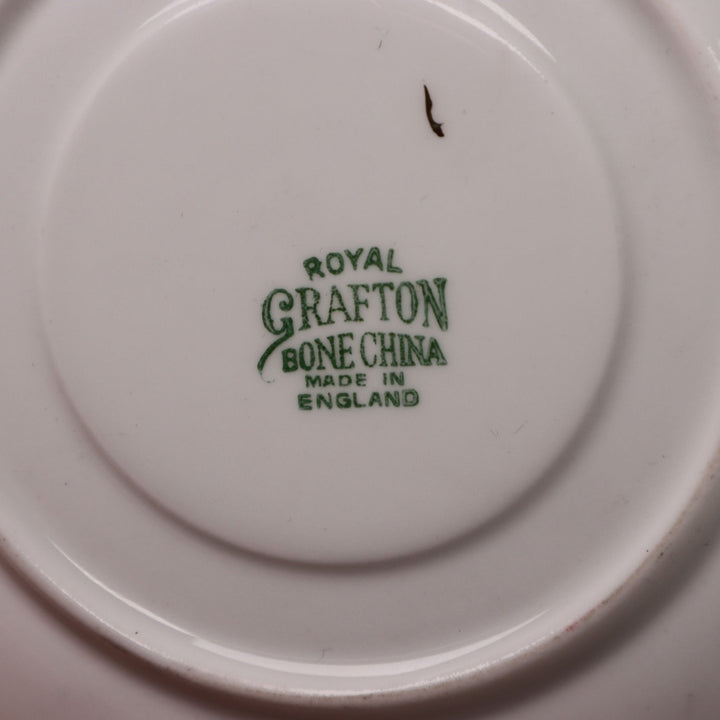 ROYAL
GRAFTON
BONE CHINA
MADE IN
ENGLAND